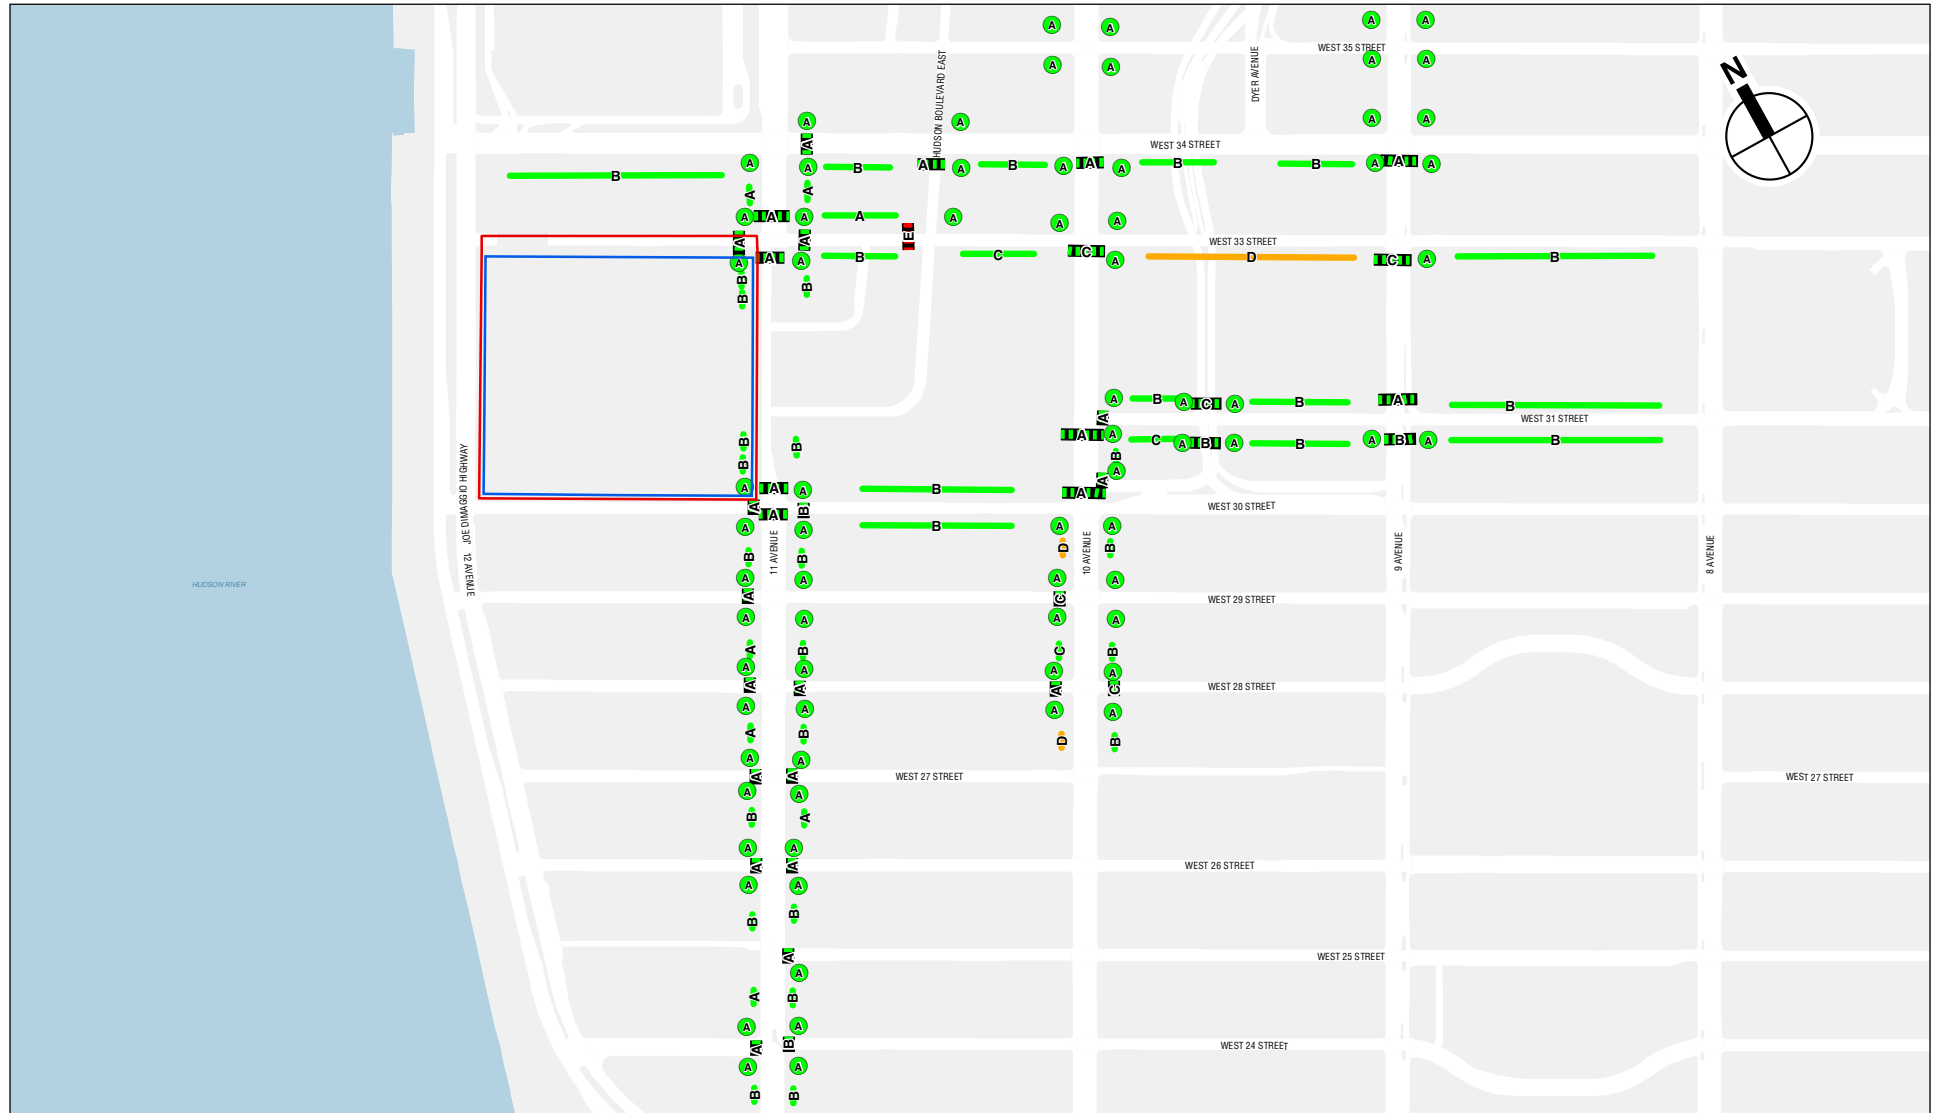 A A A A
WEST 35 STREET
N
DYER AVENUE
HUDSON BOULEVARD EAST
A A A A
A A A A
A
WEST 34 STREET
A A B A A B A A A B B A A A
B
A A
A A A A A A A
A A E
WEST 33 STREET
A A A B C C A D C A B
B B
B
A B A C A B A B
A
WEST 31 STREET
B B A A C A B A B A B A B
B B
JOE DIMAGGIO HIGHWAY
12 AVENUE
A
A A A B A A
A B WEST 30 STREET
A A A B A A
11 AVENUE
10 AVENUE
9 AVENUE
8 AVENUE
B B D B
HUDSON RIVER
A A A A
A C WEST 29 STREET
A A A A
A B C B
A A A A
A A A C WEST 28 STREET
A A A A
A B D B
A A
A A WEST 27 STREET WEST 27 STREET
A A
B A
A A
A A WEST 26 STREET
A A
B B
A WEST 25 STREET
A
A B
A A
A B WEST 24 STREET
A A
B B